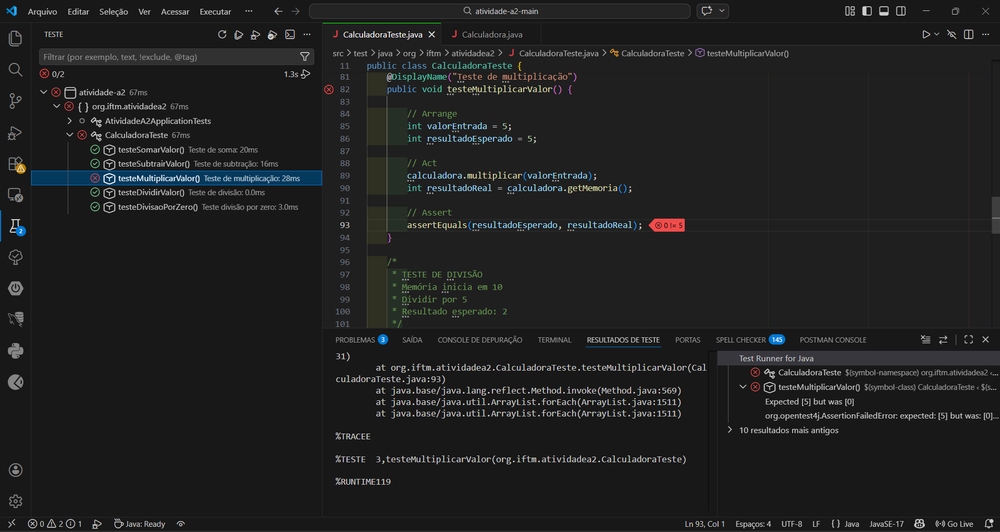 Arquivo Editar Seleção Ver Acessar Executar ··· atividade-a2-main
TESTE
Filtrar (por exemplo, text, !exclude, @tag)
0/2 1.3s
atividade-a2 67ms
{ } org.iftm.atividadea2 67ms
AtividadeA2ApplicationTests
CalculadoraTeste 67ms
testeSomarValor() Teste de soma: 20ms
testeSubtrairValor() Teste de subtração: 16ms
testeMultiplicarValor() Teste de multiplicação: 28ms
testeDividirValor() Teste de divisão: 0.0ms
testeDivisaoPorZero() Teste divisão por zero: 3.0ms
2
J CalculadoraTeste.java J Calculadora.java
src > test > java > org > iftm > atividadea2 > J CalculadoraTeste.java > CalculadoraTeste > testeMultiplicarValor()
11 public class CalculadoraTeste {
81 @DisplayName("Teste de multiplicação")
82 public void testeMultiplicarValor() {
83
84 // Arrange
85 int valorEntrada = 5;
86 int resultadoEsperado = 5;
87
88 // Act
89 calculadora.multiplicar(valorEntrada);
90 int resultadoReal = calculadora.getMemoria();
91
92 // Assert
93 assertEquals(resultadoEsperado, resultadoReal); 0 != 5
94 }
95
96 /*
97 * TESTE DE DIVISÃO
98 * Memória inicia em 10
99 * Dividir por 5
100 * Resultado esperado: 2
101 */
PROBLEMAS 3 SAÍDA CONSOLE DE DEPURAÇÃO TERMINAL RESULTADOS DE TESTE PORTAS SPELL CHECKER 145 POSTMAN CONSOLE
31)
at org.iftm.atividadea2.CalculadoraTeste.testeMultiplicarValor(Cal
culadoraTeste.java:93)
at java.base/java.lang.reflect.Method.invoke(Method.java:569)
at java.base/java.util.ArrayList.forEach(ArrayList.java:1511)
at java.base/java.util.ArrayList.forEach(ArrayList.java:1511)
%TRACEE
%TESTE 3,testeMultiplicarValor(org.iftm.atividadea2.CalculadoraTeste)
%RUNTIME119
Test Runner for Java
CalculadoraTeste $(symbol-namespace) org.iftm.atividadea2 ‹...
testeMultiplicarValor() $(symbol-class) CalculadoraTeste ‹ $(s...
Expected [5] but was [0]
org.opentest4j.AssertionFailedError: expected: [5] but was: [0]...
10 resultados mais antigos
0 2 1 Java: Ready Ln 93, Col 1 Espaços: 4 UTF-8 LF { } Java JavaSE-17 Go Live